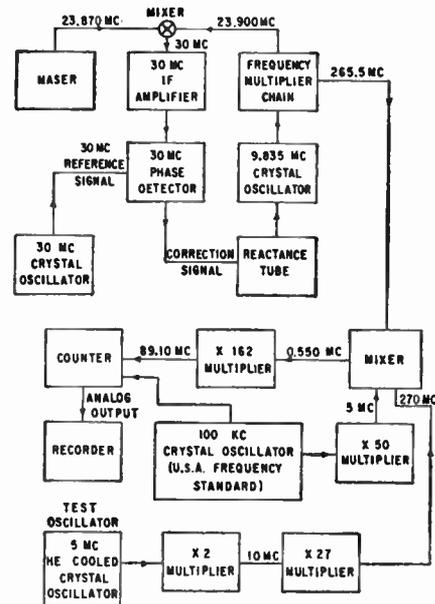 MIXER
23,870 MC
23,900 MC
30 MC
MASER
30 MC
IF
AMPLIFIER
FREQUENCY
MULTIPLIER
CHAIN
265.5 MC
30 MC
REFERENCE
SIGNAL
30 MC
PHASE
DETECTOR
9.835 MC
CRYSTAL
OSCILLATOR
30 MC
CRYSTAL
OSCILLATOR
CORRECTION
SIGNAL
REACTANCE
TUBE
COUNTER
89.10 MC
X 162
MULTIPLIER
0.550 MC
MIXER
ANALOG
OUTPUT
5 MC
270 MC
RECORDER
100 KC
CRYSTAL OSCILLATOR
(U.S.A. FREQUENCY
STANDARD)
X 50
MULTIPLIER
TEST
OSCILLATOR
5 MC
HE COOLED
CRYSTAL
OSCILLATOR
X 2
MULTIPLIER
10 MC
X 27
MULTIPLIER